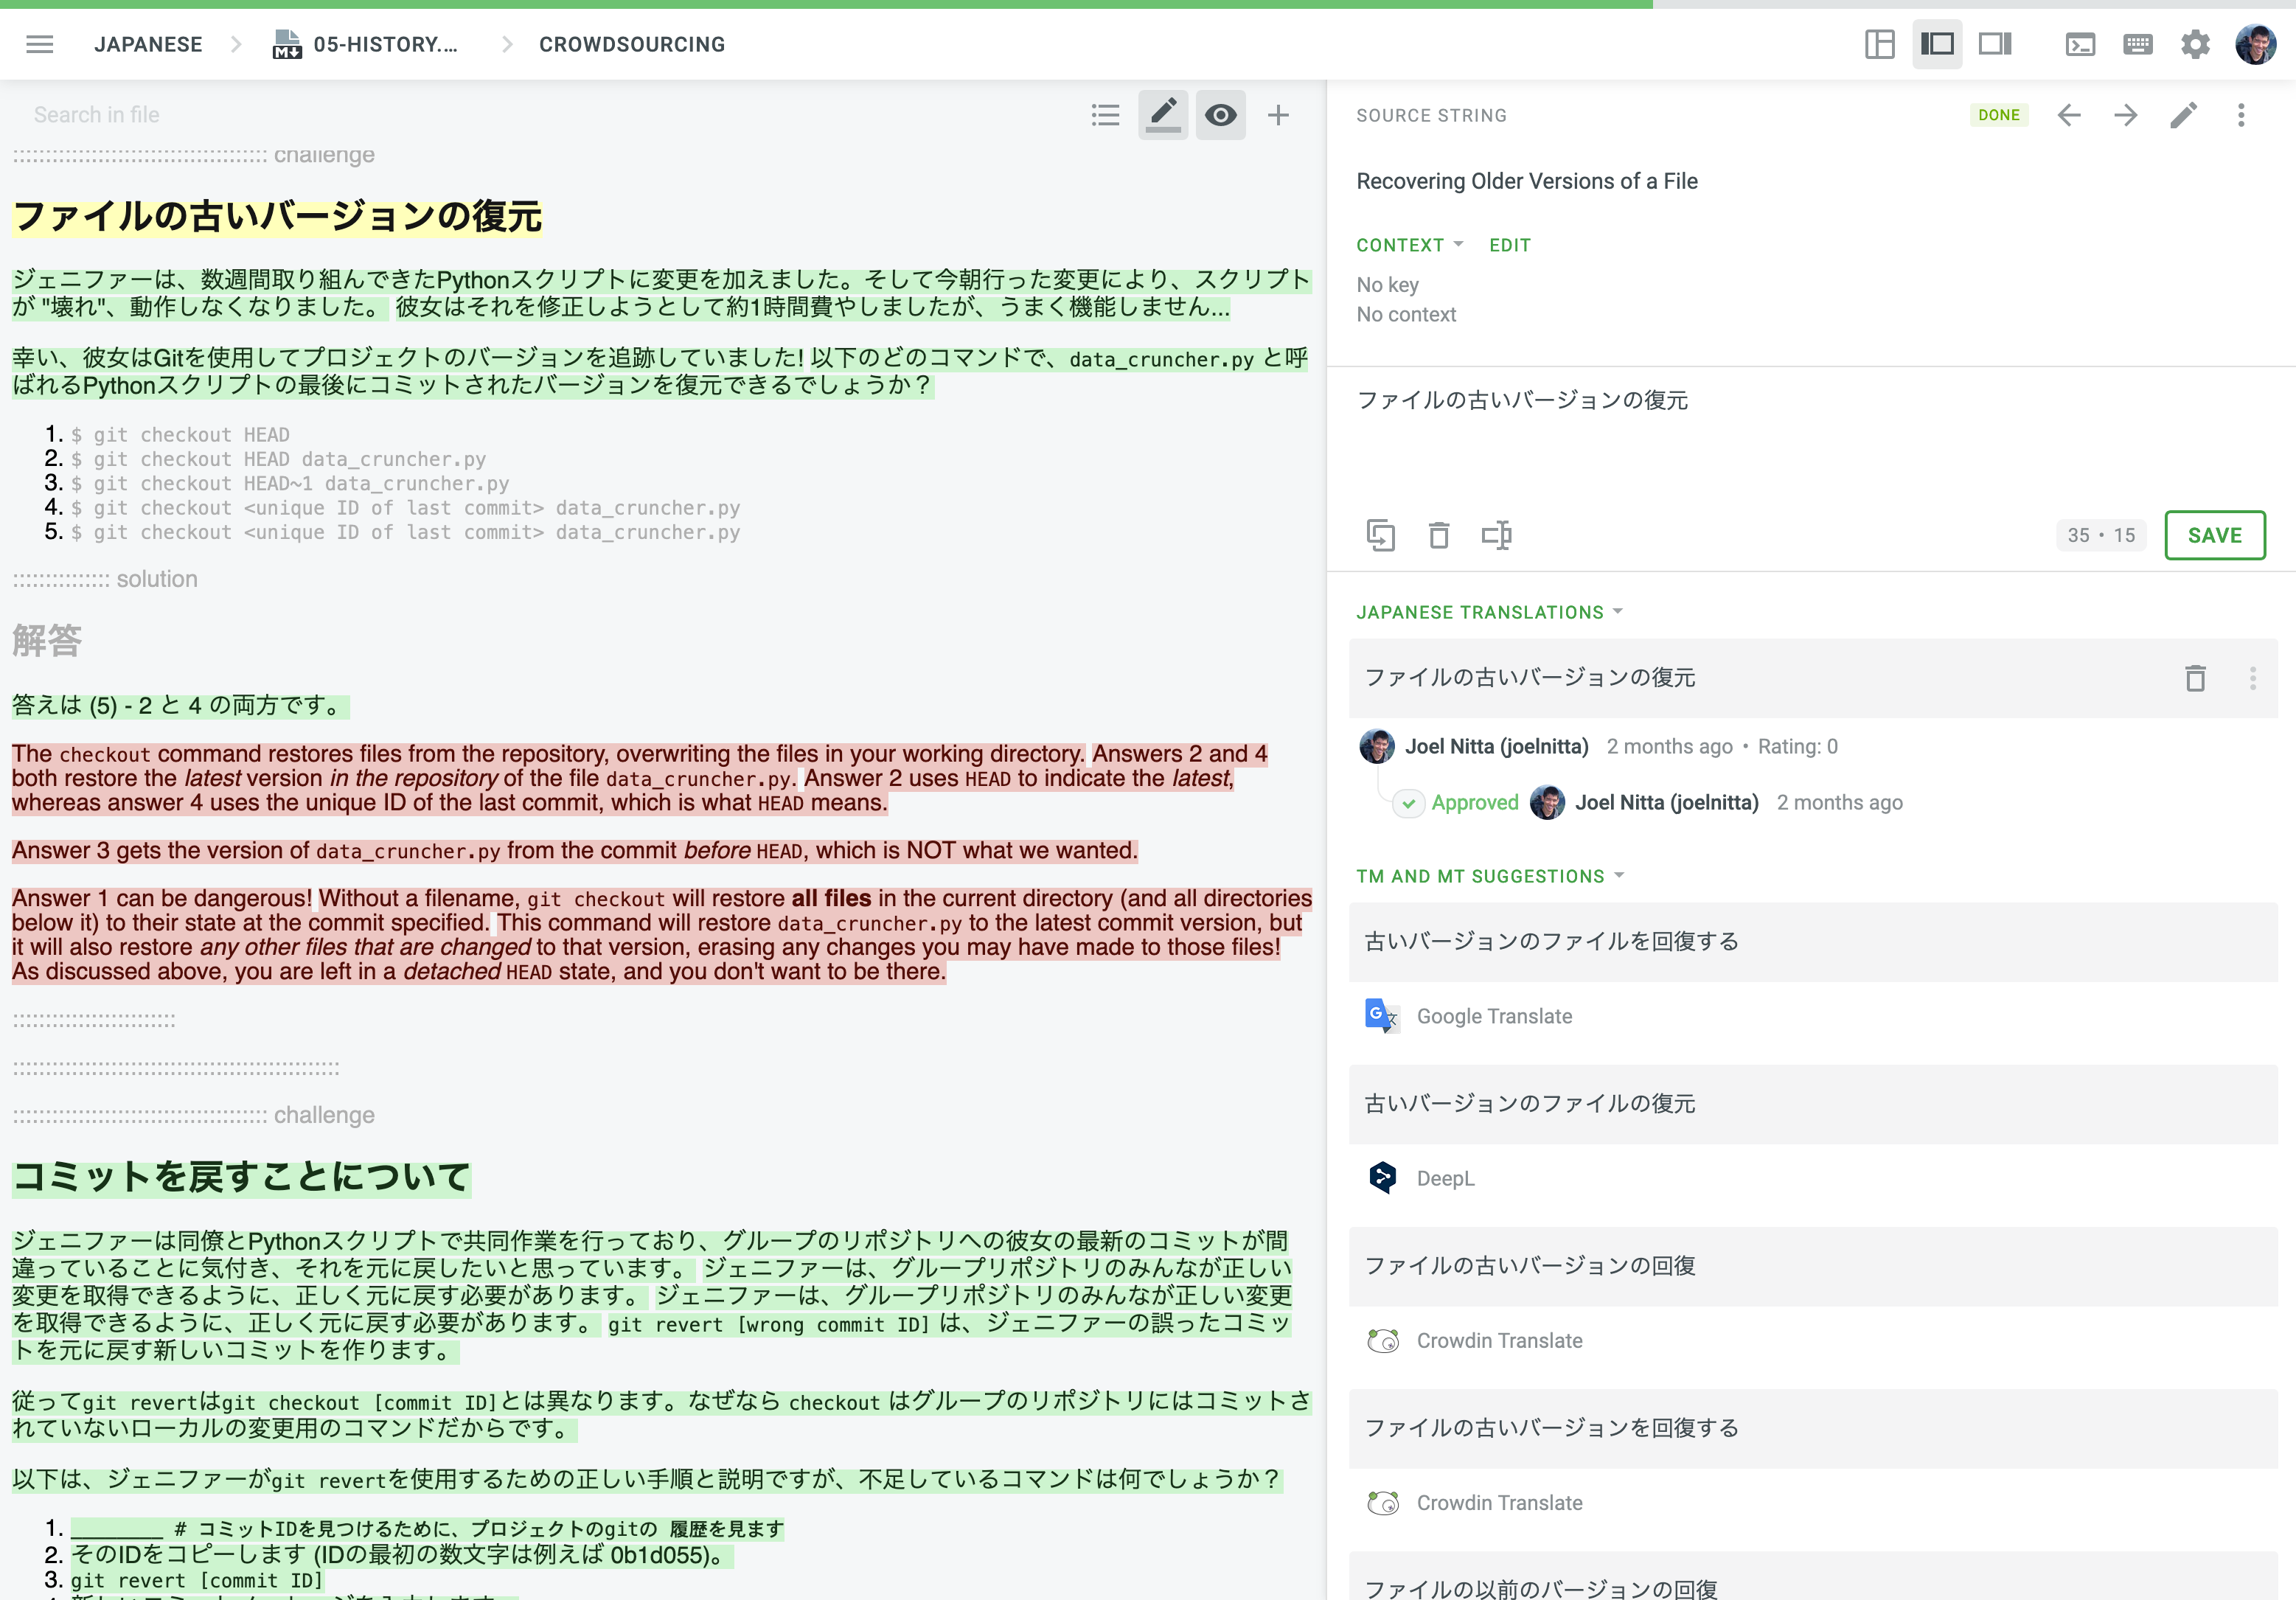 JAPANESE
05-HISTORY....
CROWDSOURCING
Search in file
:::::::::::::::::::::::::::::::::::::: challenge
ファイルの古いバージョンの復元
ジェニファーは、数週間取り組んできたPythonスクリプトに変更を加えました。そして今朝行った変更により、スクリプト
が "壊れ"、動作しなくなりました。 彼女はそれを修正しようとして約1時間費やしましたが、うまく機能しません...
幸い、彼女はGitを使用してプロジェクトのバージョンを追跡していました! 以下のどのコマンドで、data_cruncher.py と呼
ばれるPythonスクリプトの最後にコミットされたバージョンを復元できるでしょうか？
1. $ git checkout HEAD
2. $ git checkout HEAD data_cruncher.py
3. $ git checkout HEAD~1 data_cruncher.py
4. $ git checkout <unique ID of last commit> data_cruncher.py
5. $ git checkout <unique ID of last commit> data_cruncher.py
::::::::::::::: solution
解答
答えは (5) - 2 と 4 の両方です。
The checkout command restores files from the repository, overwriting the files in your working directory. Answers 2 and 4
both restore the latest version in the repository of the file data_cruncher.py. Answer 2 uses HEAD to indicate the latest,
whereas answer 4 uses the unique ID of the last commit, which is what HEAD means.
Answer 3 gets the version of data_cruncher.py from the commit before HEAD, which is NOT what we wanted.
Answer 1 can be dangerous! Without a filename, git checkout will restore all files in the current directory (and all directories
below it) to their state at the commit specified. This command will restore data_cruncher.py to the latest commit version, but
it will also restore any other files that are changed to that version, erasing any changes you may have made to those files!
As discussed above, you are left in a detached HEAD state, and you don't want to be there.
:::::::::::::::::::::::::
::::::::::::::::::::::::::::::::::::::::::::::::::
:::::::::::::::::::::::::::::::::::::: challenge
コミットを戻すことについて
ジェニファーは同僚とPythonスクリプトで共同作業を行っており、グループのリポジトリへの彼女の最新のコミットが間
違っていることに気付き、それを元に戻したいと思っています。 ジェニファーは、グループリポジトリのみんなが正しい
変更を取得できるように、正しく元に戻す必要があります。 ジェニファーは、グループリポジトリのみんなが正しい変更
を取得できるように、正しく元に戻す必要があります。 git revert [wrong commit ID] は、ジェニファーの誤ったコミッ
トを元に戻す新しいコミットを作ります。
従ってgit revertはgit checkout [commit ID]とは異なります。なぜなら checkout はグループのリポジトリにはコミットさ
れていないローカルの変更用のコマンドだからです。
以下は、ジェニファーがgit revertを使用するための正しい手順と説明ですが、不足しているコマンドは何でしょうか？
1. ________ # コミットIDを見つけるために、プロジェクトのgitの 履歴を見ます
2. そのIDをコピーします (IDの最初の数文字は例えば 0b1d055)。
3. git revert [commit ID]
SOURCE STRING
DONE
Recovering Older Versions of a File
CONTEXT EDIT
No key
No context
ファイルの古いバージョンの復元
35 • 15
SAVE
JAPANESE TRANSLATIONS
ファイルの古いバージョンの復元
Joel Nitta (joelnitta) 2 months ago • Rating: 0
Approved Joel Nitta (joelnitta) 2 months ago
TM AND MT SUGGESTIONS
古いバージョンのファイルを回復する
Google Translate
古いバージョンのファイルの復元
DeepL
ファイルの古いバージョンの回復
Crowdin Translate
ファイルの古いバージョンを回復する
Crowdin Translate
ファイルの以前のバージョンの回復